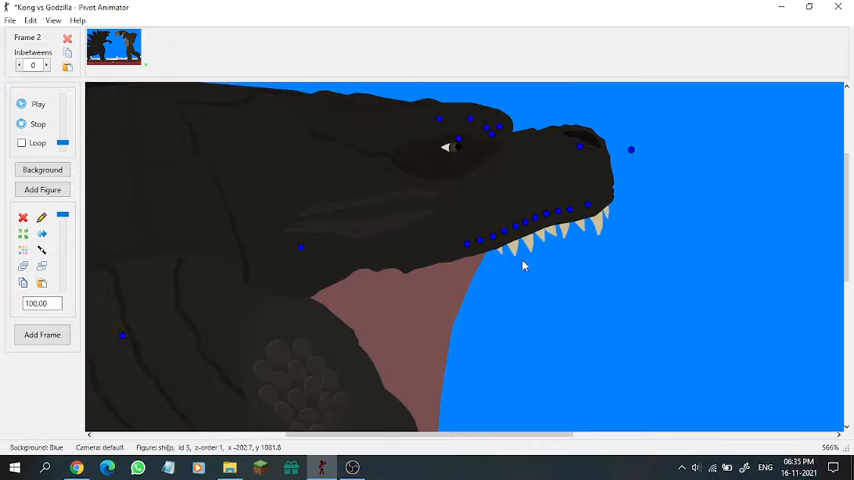 *Kong vs Godzilla - Pivot Animator
File Edit View Help
Frame 2
Inbetweens
0
Play
Stop
Loop
Background
Add Figure
100.00
Add Frame
Background: Blue Camera: default Figure: shi[p, id 5, z-order 1, x -202.7, y 1081.8 566%
ENG
06:35 PM
16-11-2021